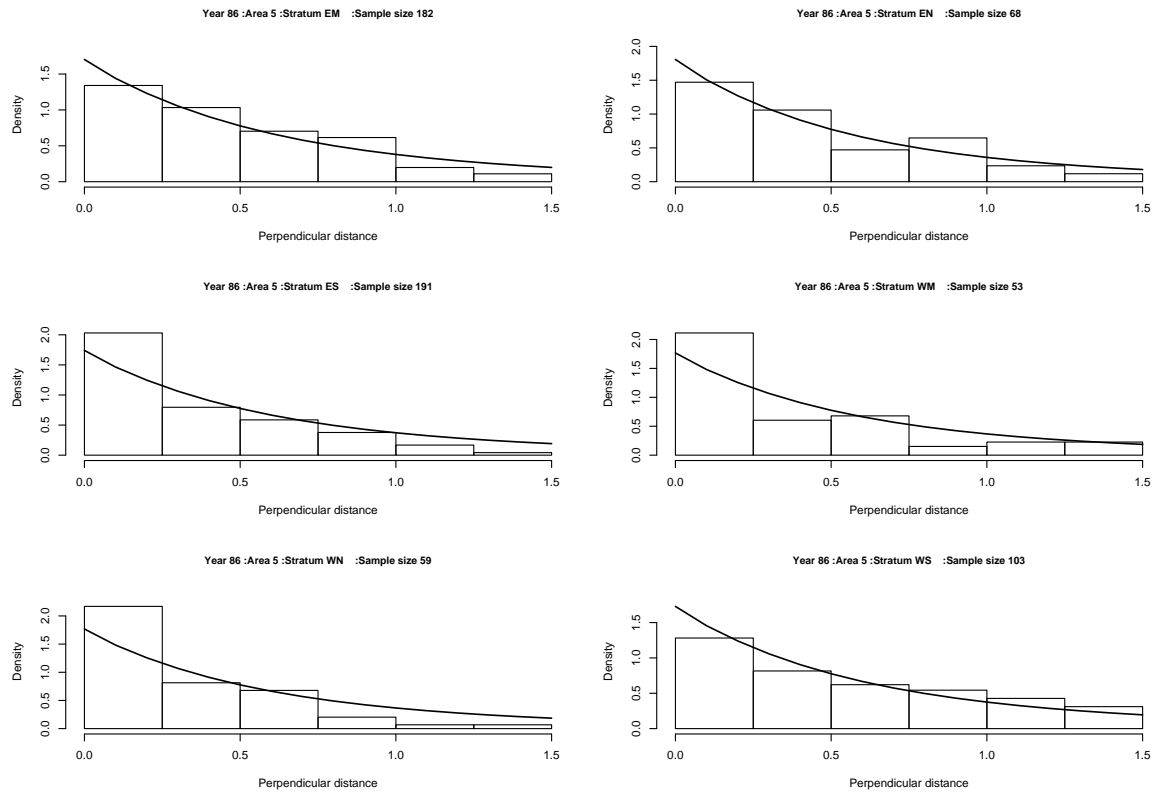 Year 86 :Area 5 :Stratum EM :Sample size 182
Density
0.0 0.5 1.0 1.5
0.0 0.5 1.0 1.5
Perpendicular distance
Year 86 :Area 5 :Stratum EN :Sample size 68
Density
0.0 0.5 1.0 1.5 2.0
0.0 0.5 1.0 1.5
Perpendicular distance
Year 86 :Area 5 :Stratum ES :Sample size 191
Density
0.0 0.5 1.0 1.5 2.0
0.0 0.5 1.0 1.5
Perpendicular distance
Year 86 :Area 5 :Stratum WM :Sample size 53
Density
0.0 0.5 1.0 1.5 2.0
0.0 0.5 1.0 1.5
Perpendicular distance
Year 86 :Area 5 :Stratum WN :Sample size 59
Density
0.0 0.5 1.0 1.5 2.0
0.0 0.5 1.0 1.5
Perpendicular distance
Year 86 :Area 5 :Stratum WS :Sample size 103
Density
0.0 0.5 1.0 1.5
0.0 0.5 1.0 1.5
Perpendicular distance